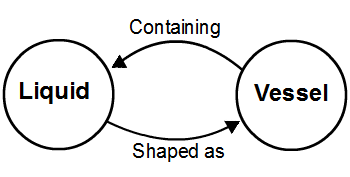 Containing
Liquid
Vessel
Shaped as